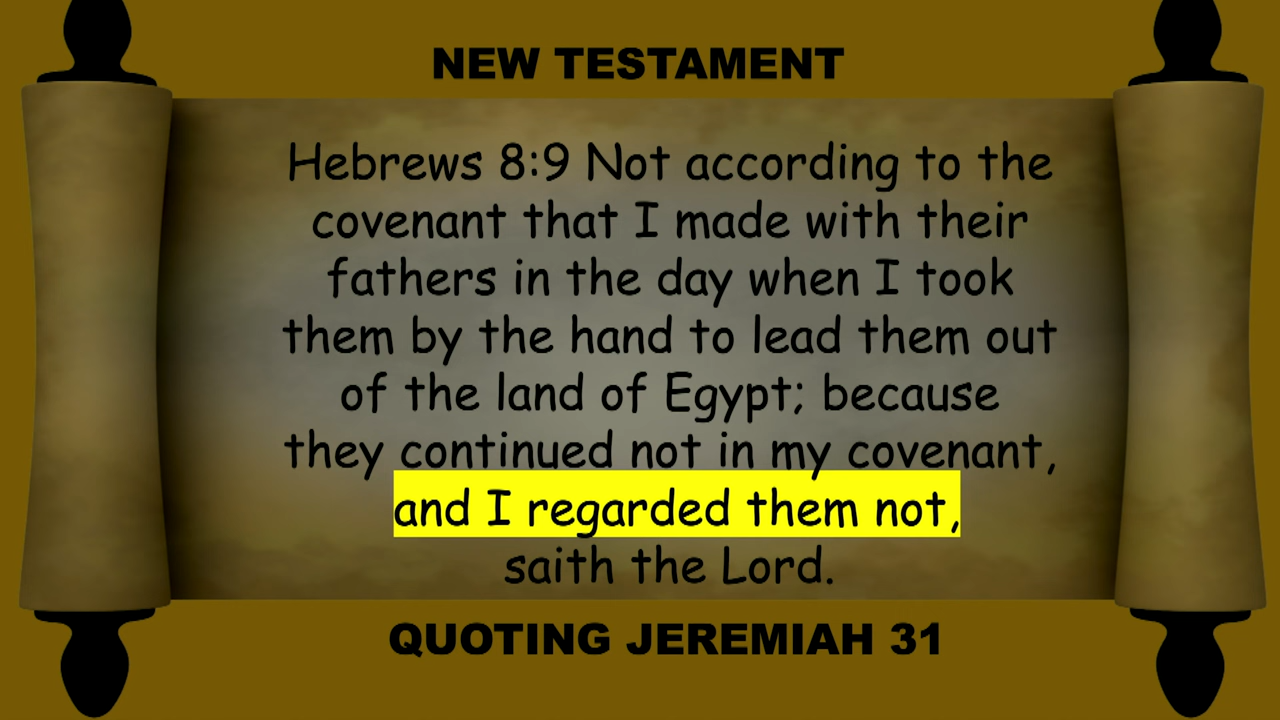 NEW TESTAMENT
Hebrews 8:9 Not according to the
covenant that I made with their
fathers in the day when I took
them by the hand to lead them out
of the land of Egypt; because
they continued not in my covenant,
and I regarded them not,
saith the Lord.
QUOTING JEREMIAH 31